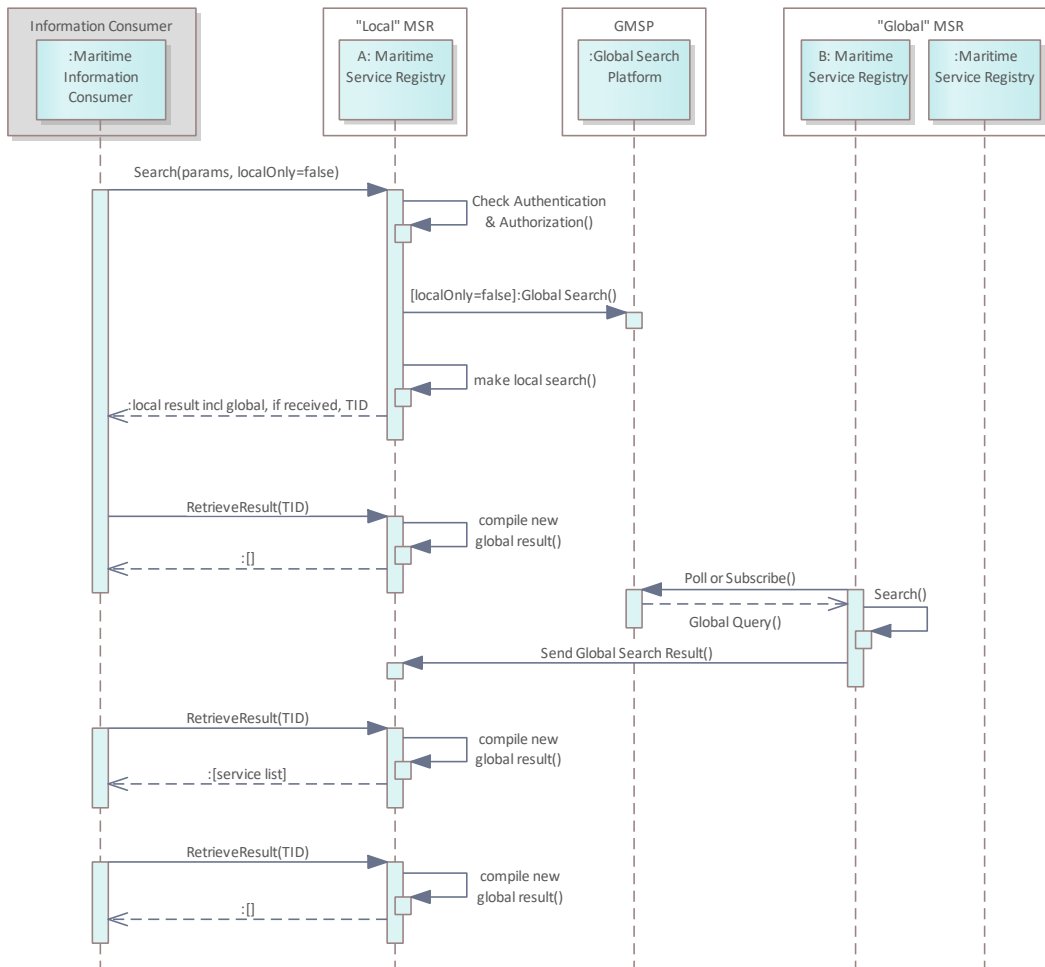 Information Consumer
"Local" MSR
GMSP
"Global" MSR
:Maritime
Information
Consumer
A: Maritime
Service Registry
:Global Search
Platform
B: Maritime
Service Registry
:Maritime
Service Registry
Search(params, localOnly=false)
Check Authentication
& Authorization()
[localOnly=false]:Global Search()
make local search()
:local result incl global, if received, TID
RetrieveResult(TID)
compile new
global result()
:[]
Poll or Subscribe()
Search()
Global Query()
Send Global Search Result()
RetrieveResult(TID)
compile new
global result()
:[service list]
RetrieveResult(TID)
compile new
global result()
:[]